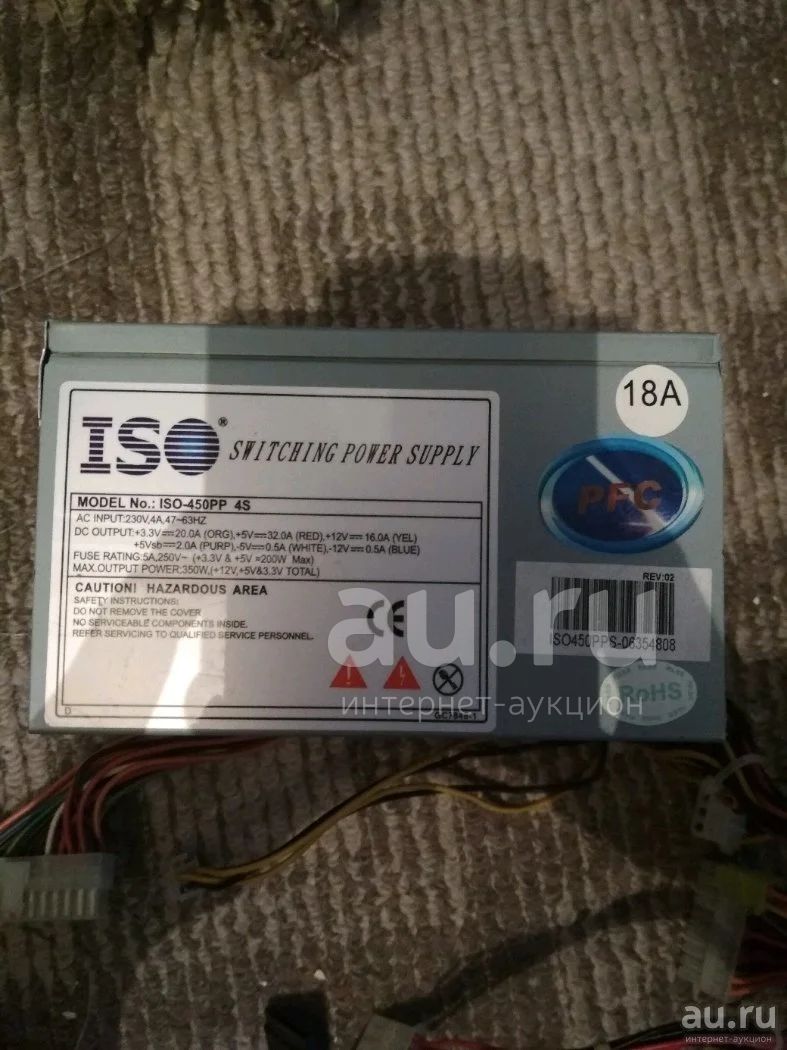 18A
ISO® SWITCHING POWER SUPPLY
PFC
MODEL No.: ISO-450PP 4S
AC INPUT:230V,4A,47~63HZ
DC OUTPUT:+3.3V⎓20.0A (ORG),+5V⎓32.0A (RED),+12V⎓16.0A (YEL)
+5Vsb⎓2.0A (PURP),-5V⎓0.5A (WHITE),-12V⎓0.5A (BLUE)
FUSE RATING:5A,250V~ (+3.3V & +5V =200W Max)
MAX.OUTPUT POWER:350W,(+12V,+5V&3.3V TOTAL)
CAUTION! HAZARDOUS AREA
SAFETY INSTRUCTIONS:
DO NOT REMOVE THE COVER
NO SERVICEABLE COMPONENTS INSIDE.
REFER SERVICING TO QUALIFIED SERVICE PERSONNEL.
CE
REV:02
ISO450PPS-06354808
RoHS
D
au.ru
интернет-аукцион
au.ru
интернет-аукцион